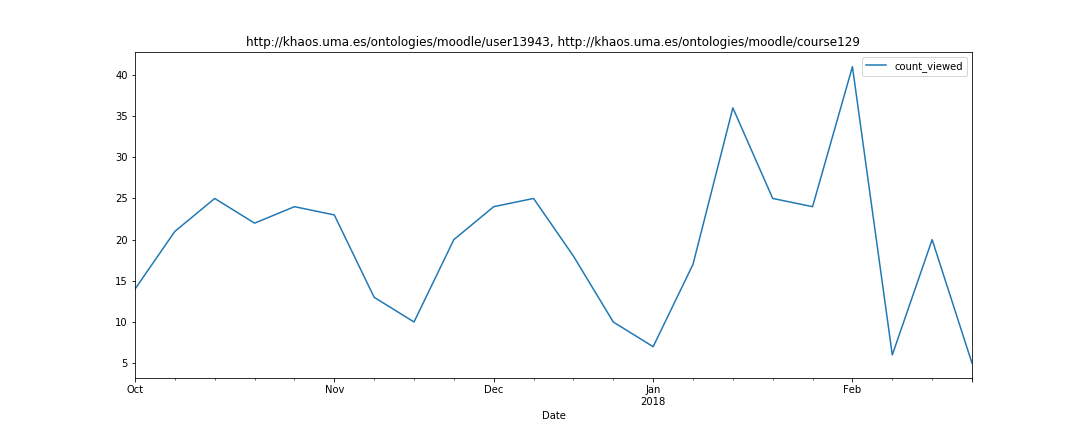 http://khaos.uma.es/ontologies/moodle/user13943, http://khaos.uma.es/ontologies/moodle/course129
count_viewed
40
35
30
25
20
15
10
5
Oct Nov Dec Jan Feb
2018
Date